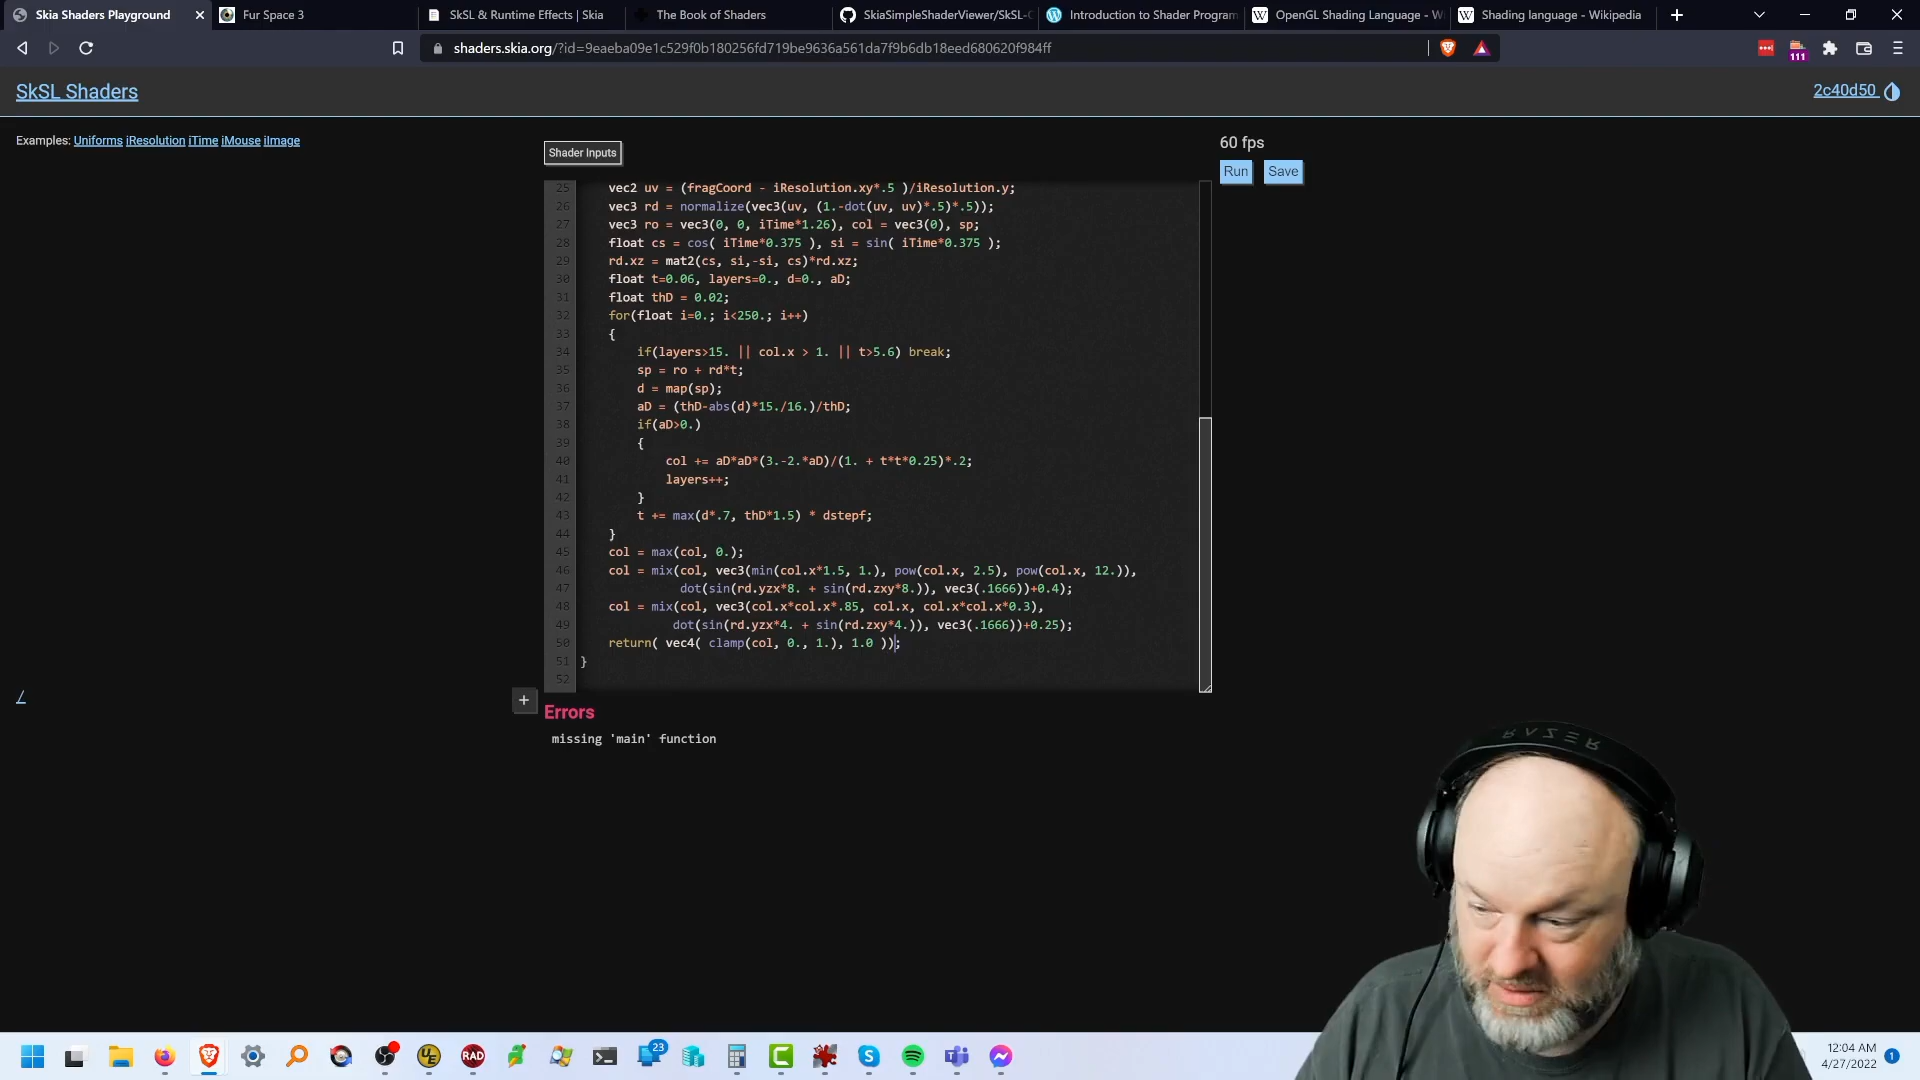 Skia Shaders Playground
Fur Space 3
SkSL & Runtime Effects | Skia
The Book of Shaders
SkiaSimpleShaderViewer/SkSL-C
Introduction to Shader Program
OpenGL Shading Language - W
Shading language - Wikipedia
shaders.skia.org/?id=9eaeba09e1c529f0b180256fd719be9636a561da7f9b6db18eed680620f984ff
111
SkSL Shaders
2c40d50
Examples: Uniforms iResolution iTime iMouse iImage
Shader Inputs
60 fps
Run Save
25 vec2 uv = (fragCoord - iResolution.xy*.5 )/iResolution.y;
26 vec3 rd = normalize(vec3(uv, (1.-dot(uv, uv)*.5)*.5));
27 vec3 ro = vec3(0, 0, iTime*1.26), col = vec3(0), sp;
28 float cs = cos( iTime*0.375 ), si = sin( iTime*0.375 );
29 rd.xz = mat2(cs, si,-si, cs)*rd.xz;
30 float t=0.06, layers=0., d=0., aD;
31 float thD = 0.02;
32 for(float i=0.; i<250.; i++)
33 {
34 if(layers>15. || col.x > 1. || t>5.6) break;
35 sp = ro + rd*t;
36 d = map(sp);
37 aD = (thD-abs(d)*15./16.)/thD;
38 if(aD>0.)
39 {
40 col += aD*aD*(3.-2.*aD)/(1. + t*t*0.25)*.2;
41 layers++;
42 }
43 t += max(d*.7, thD*1.5) * dstepf;
44 }
45 col = max(col, 0.);
46 col = mix(col, vec3(min(col.x*1.5, 1.), pow(col.x, 2.5), pow(col.x, 12.)),
47 dot(sin(rd.yzx*8. + sin(rd.zxy*8.)), vec3(.1666))+0.4);
48 col = mix(col, vec3(col.x*col.x*.85, col.x, col.x*col.x*0.3),
49 dot(sin(rd.yzx*4. + sin(rd.zxy*4.)), vec3(.1666))+0.25);
50 return( vec4( clamp(col, 0., 1.), 1.0 ));
51 }
52
/
+
Errors
missing 'main' function
RAZER
UE
RAD
23
12:04 AM
4/27/2022
1